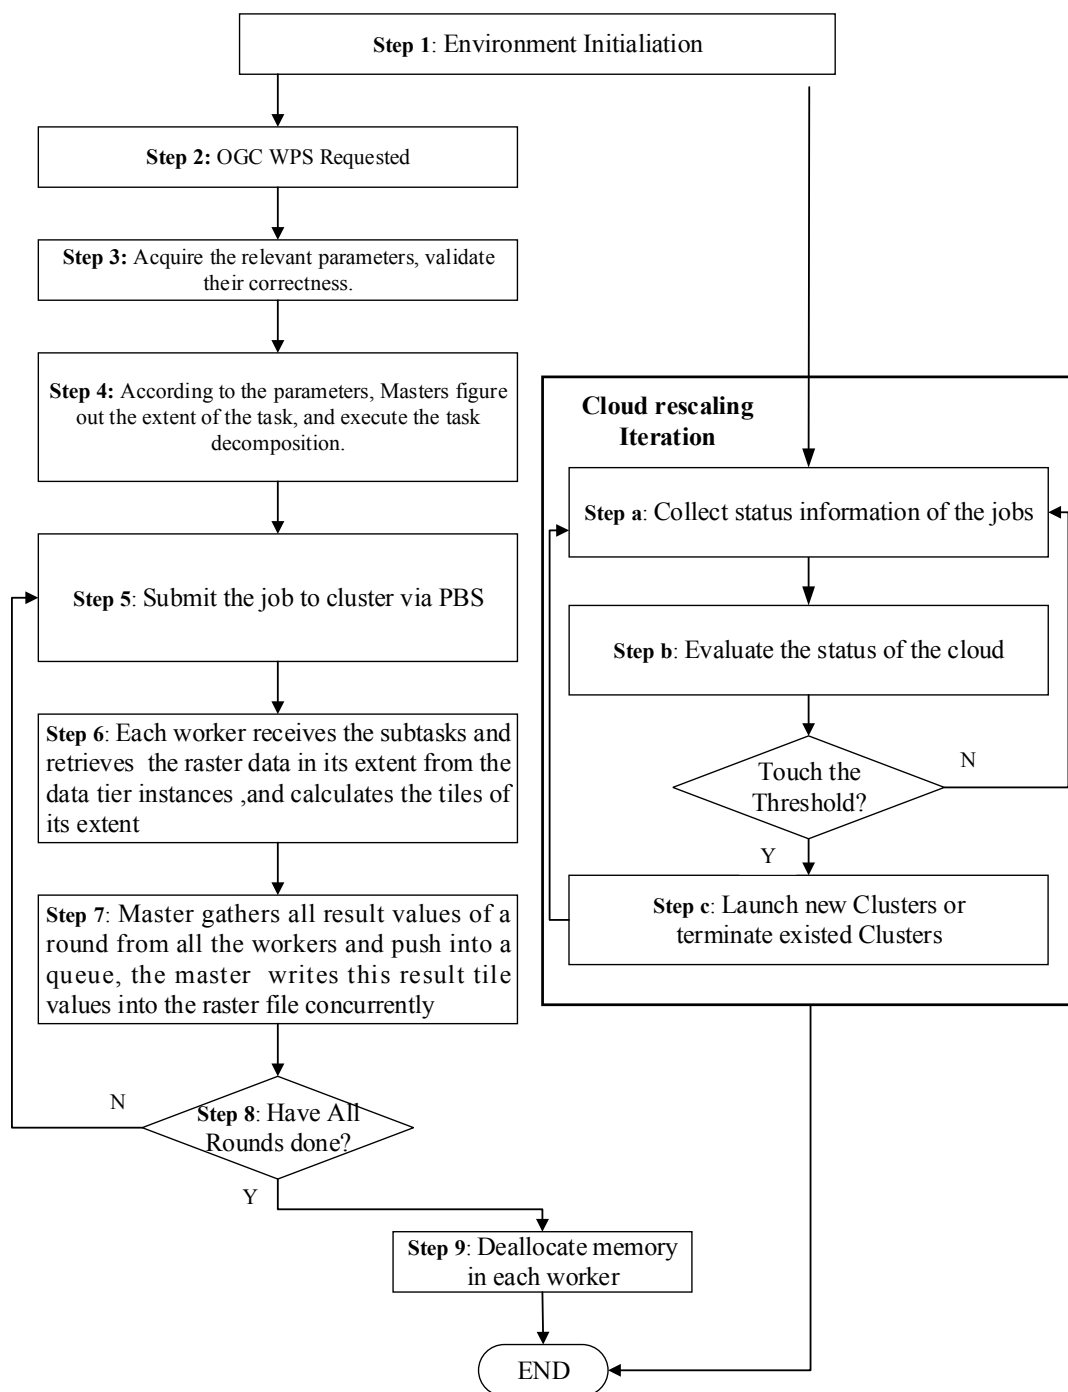 Step 1: Environment Initialiation
Step 2: OGC WPS Requested
Step 3: Acquire the relevant parameters, validate
their correctness.
Step 4: According to the parameters, Masters figure
out the extent of the task, and execute the task
decomposition.
Step 5: Submit the job to cluster via PBS
Step 6: Each worker receives the subtasks and
retrieves the raster data in its extent from the
data tier instances ,and calculates the tiles of
its extent
Step 7: Master gathers all result values of a
round from all the workers and push into a
queue, the master writes this result tile
values into the raster file concurrently
N
Step 8: Have All
Rounds done?
Y
Step 9: Deallocate memory
in each worker
END
Cloud rescaling
Iteration
Step a: Collect status information of the jobs
Step b: Evaluate the status of the cloud
Touch the
Threshold?
N
Y
Step c: Launch new Clusters or
terminate existed Clusters